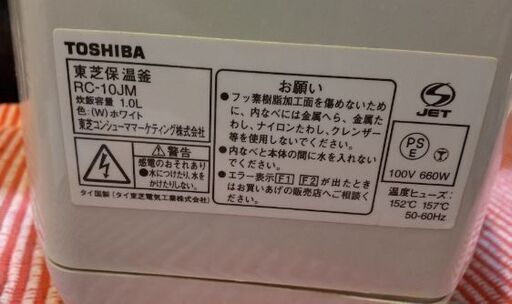 TOSHIBA
東芝保温釜
RC-10JM
炊飯容量 1.0L
色:(W)ホワイト
東芝コンシューママーケティング株式会社
⚠警告
感電のおそれあり
●水につけたり、水を
かけたりしない。
タイ国製(タイ東芝電気工業株式会社)
お願い
●フッ素樹脂加工面を傷めないため
に、内なべには金属へら、金属た
わし、ナイロンたわし、クレンザー
等を使用しないでください。
●内なべと本体の間に水を入れない
でください。
●エラー表示 F1 F2 が出たとき
はお買いあげの販売店へご相談く
ださい。
S
JET
PS
E
100V 660W
温度ヒューズ:
152℃ 157℃
50-60Hz